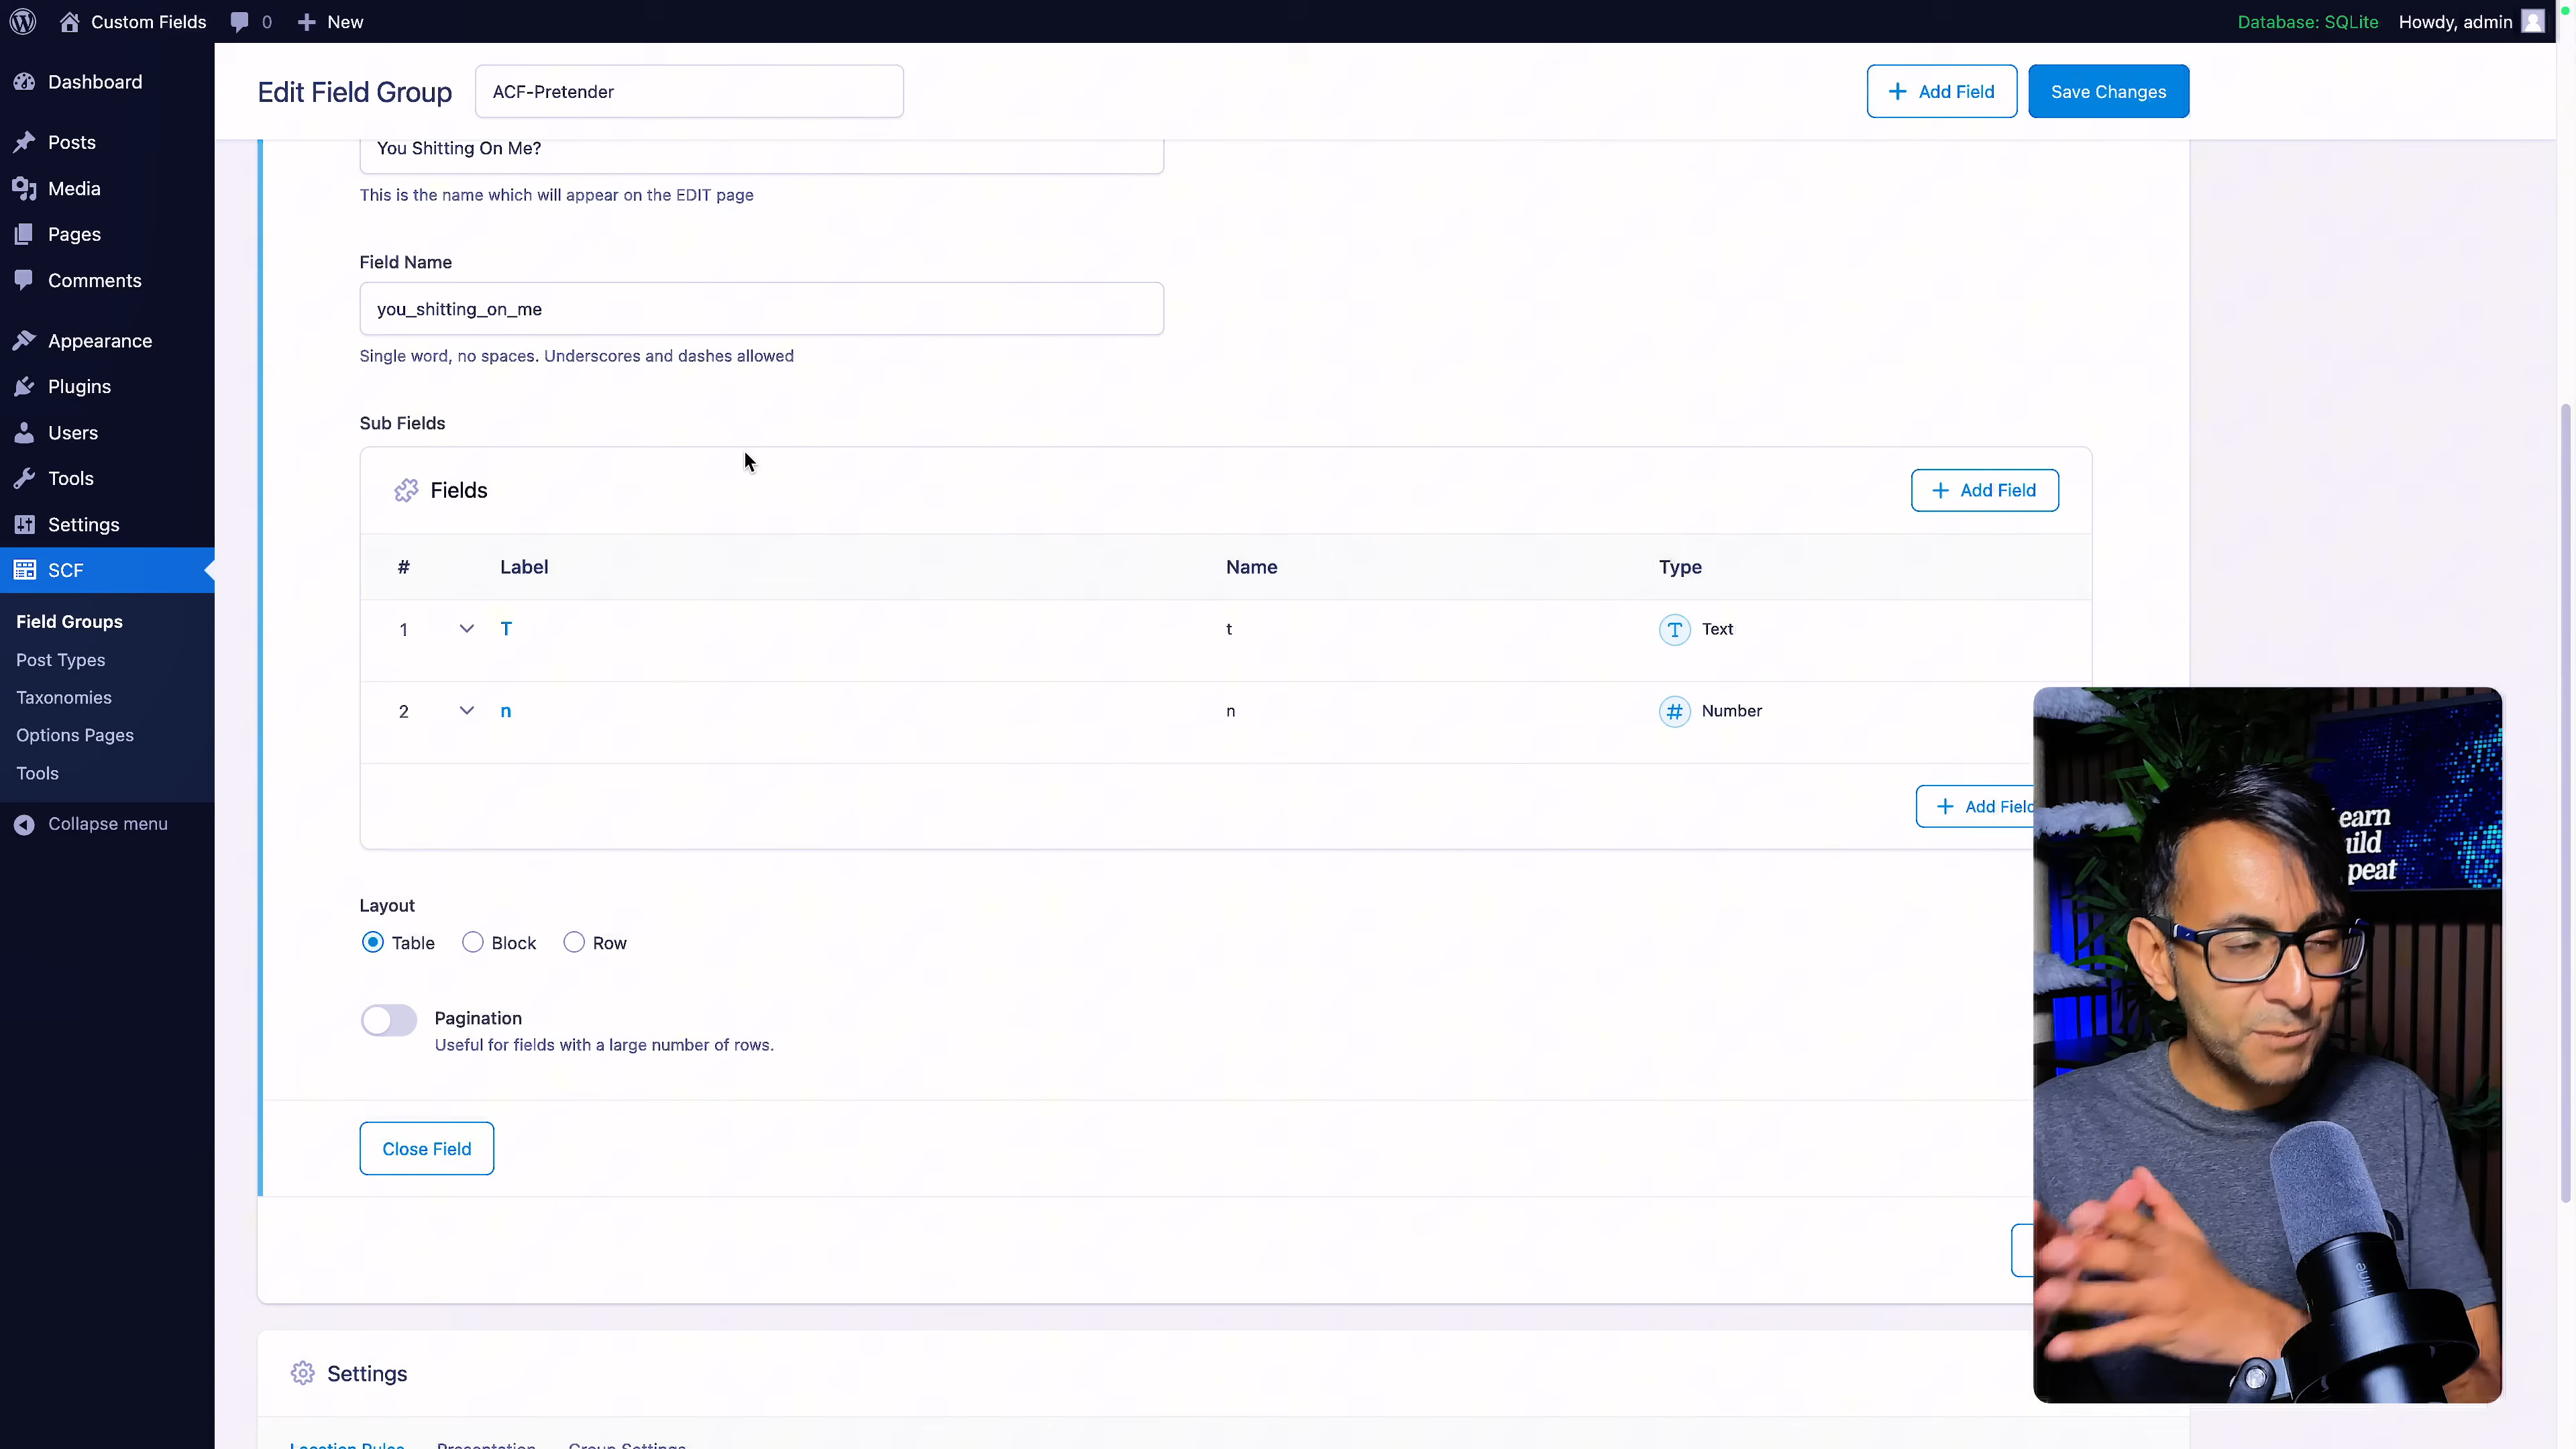 Custom Fields 0 New Database: SQLite Howdy, admin
Dashboard
Posts
Media
Pages
Comments
Appearance
Plugins
Users
Tools
Settings
SCF
Field Groups
Post Types
Taxonomies
Options Pages
Tools
Collapse menu
Edit Field Group ACF-Pretender Add Field Save Changes
You Shitting On Me?
This is the name which will appear on the EDIT page
Field Name
you_shitting_on_me
Single word, no spaces. Underscores and dashes allowed
Sub Fields
Fields Add Field
# Label Name Type
1 T t Text
2 n n Number
Add Field
Layout
Table Block Row
Pagination
Useful for fields with a large number of rows.
Close Field
Settings
Location Rules Presentation Group Settings
earn
uild
peat